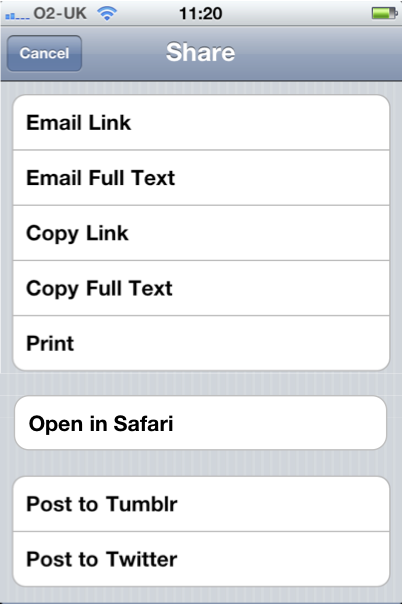 O2-UK 11:20
Cancel Share
Email Link
Email Full Text
Copy Link
Copy Full Text
Print
Open in Safari
Post to Tumblr
Post to Twitter